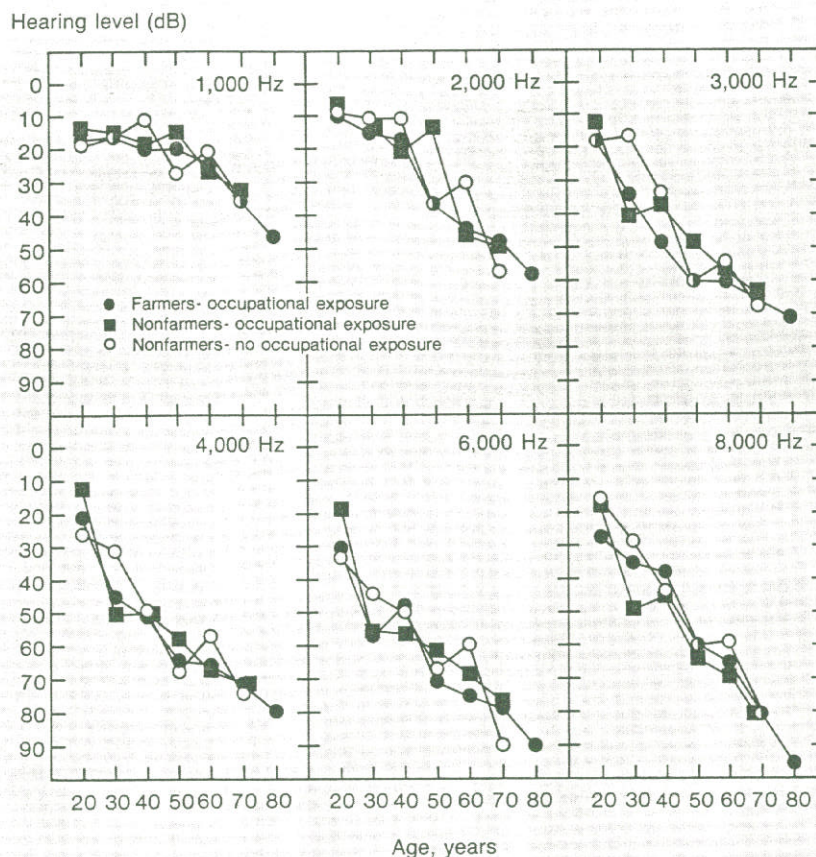 Hearing level (dB)
1,000 Hz
2,000 Hz
3,000 Hz
0
10
20
30
40
50
60
70
80
90
Farmers- occupational exposure
Nonfarmers- occupational exposure
Nonfarmers- no occupational exposure
4,000 Hz
6,000 Hz
8,000 Hz
0
10
20
30
40
50
60
70
80
90
20 30 40 50 60 70 80 20 30 40 50 60 70 80 20 30 40 50 60 70 80
Age, years